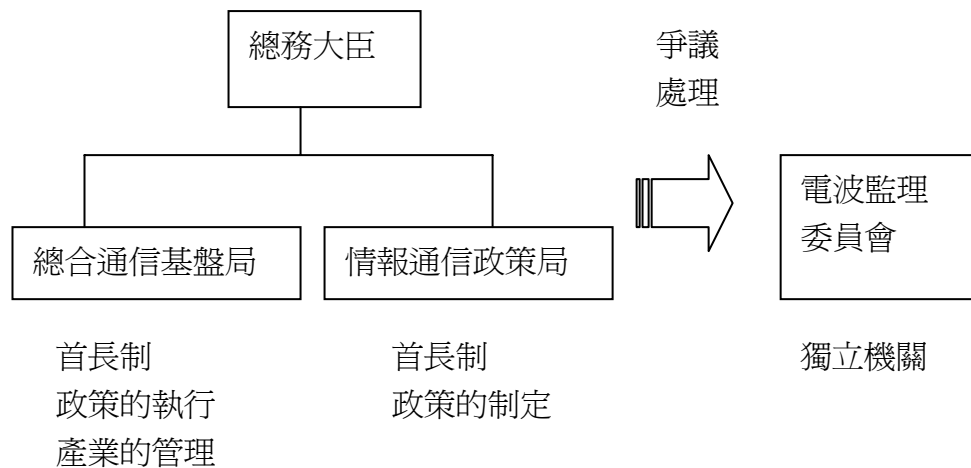 總務大臣
爭議
處理
電波監理
委員會
總合通信基盤局
情報通信政策局
首長制
政策的執行
產業的管理
首長制
政策的制定
獨立機關